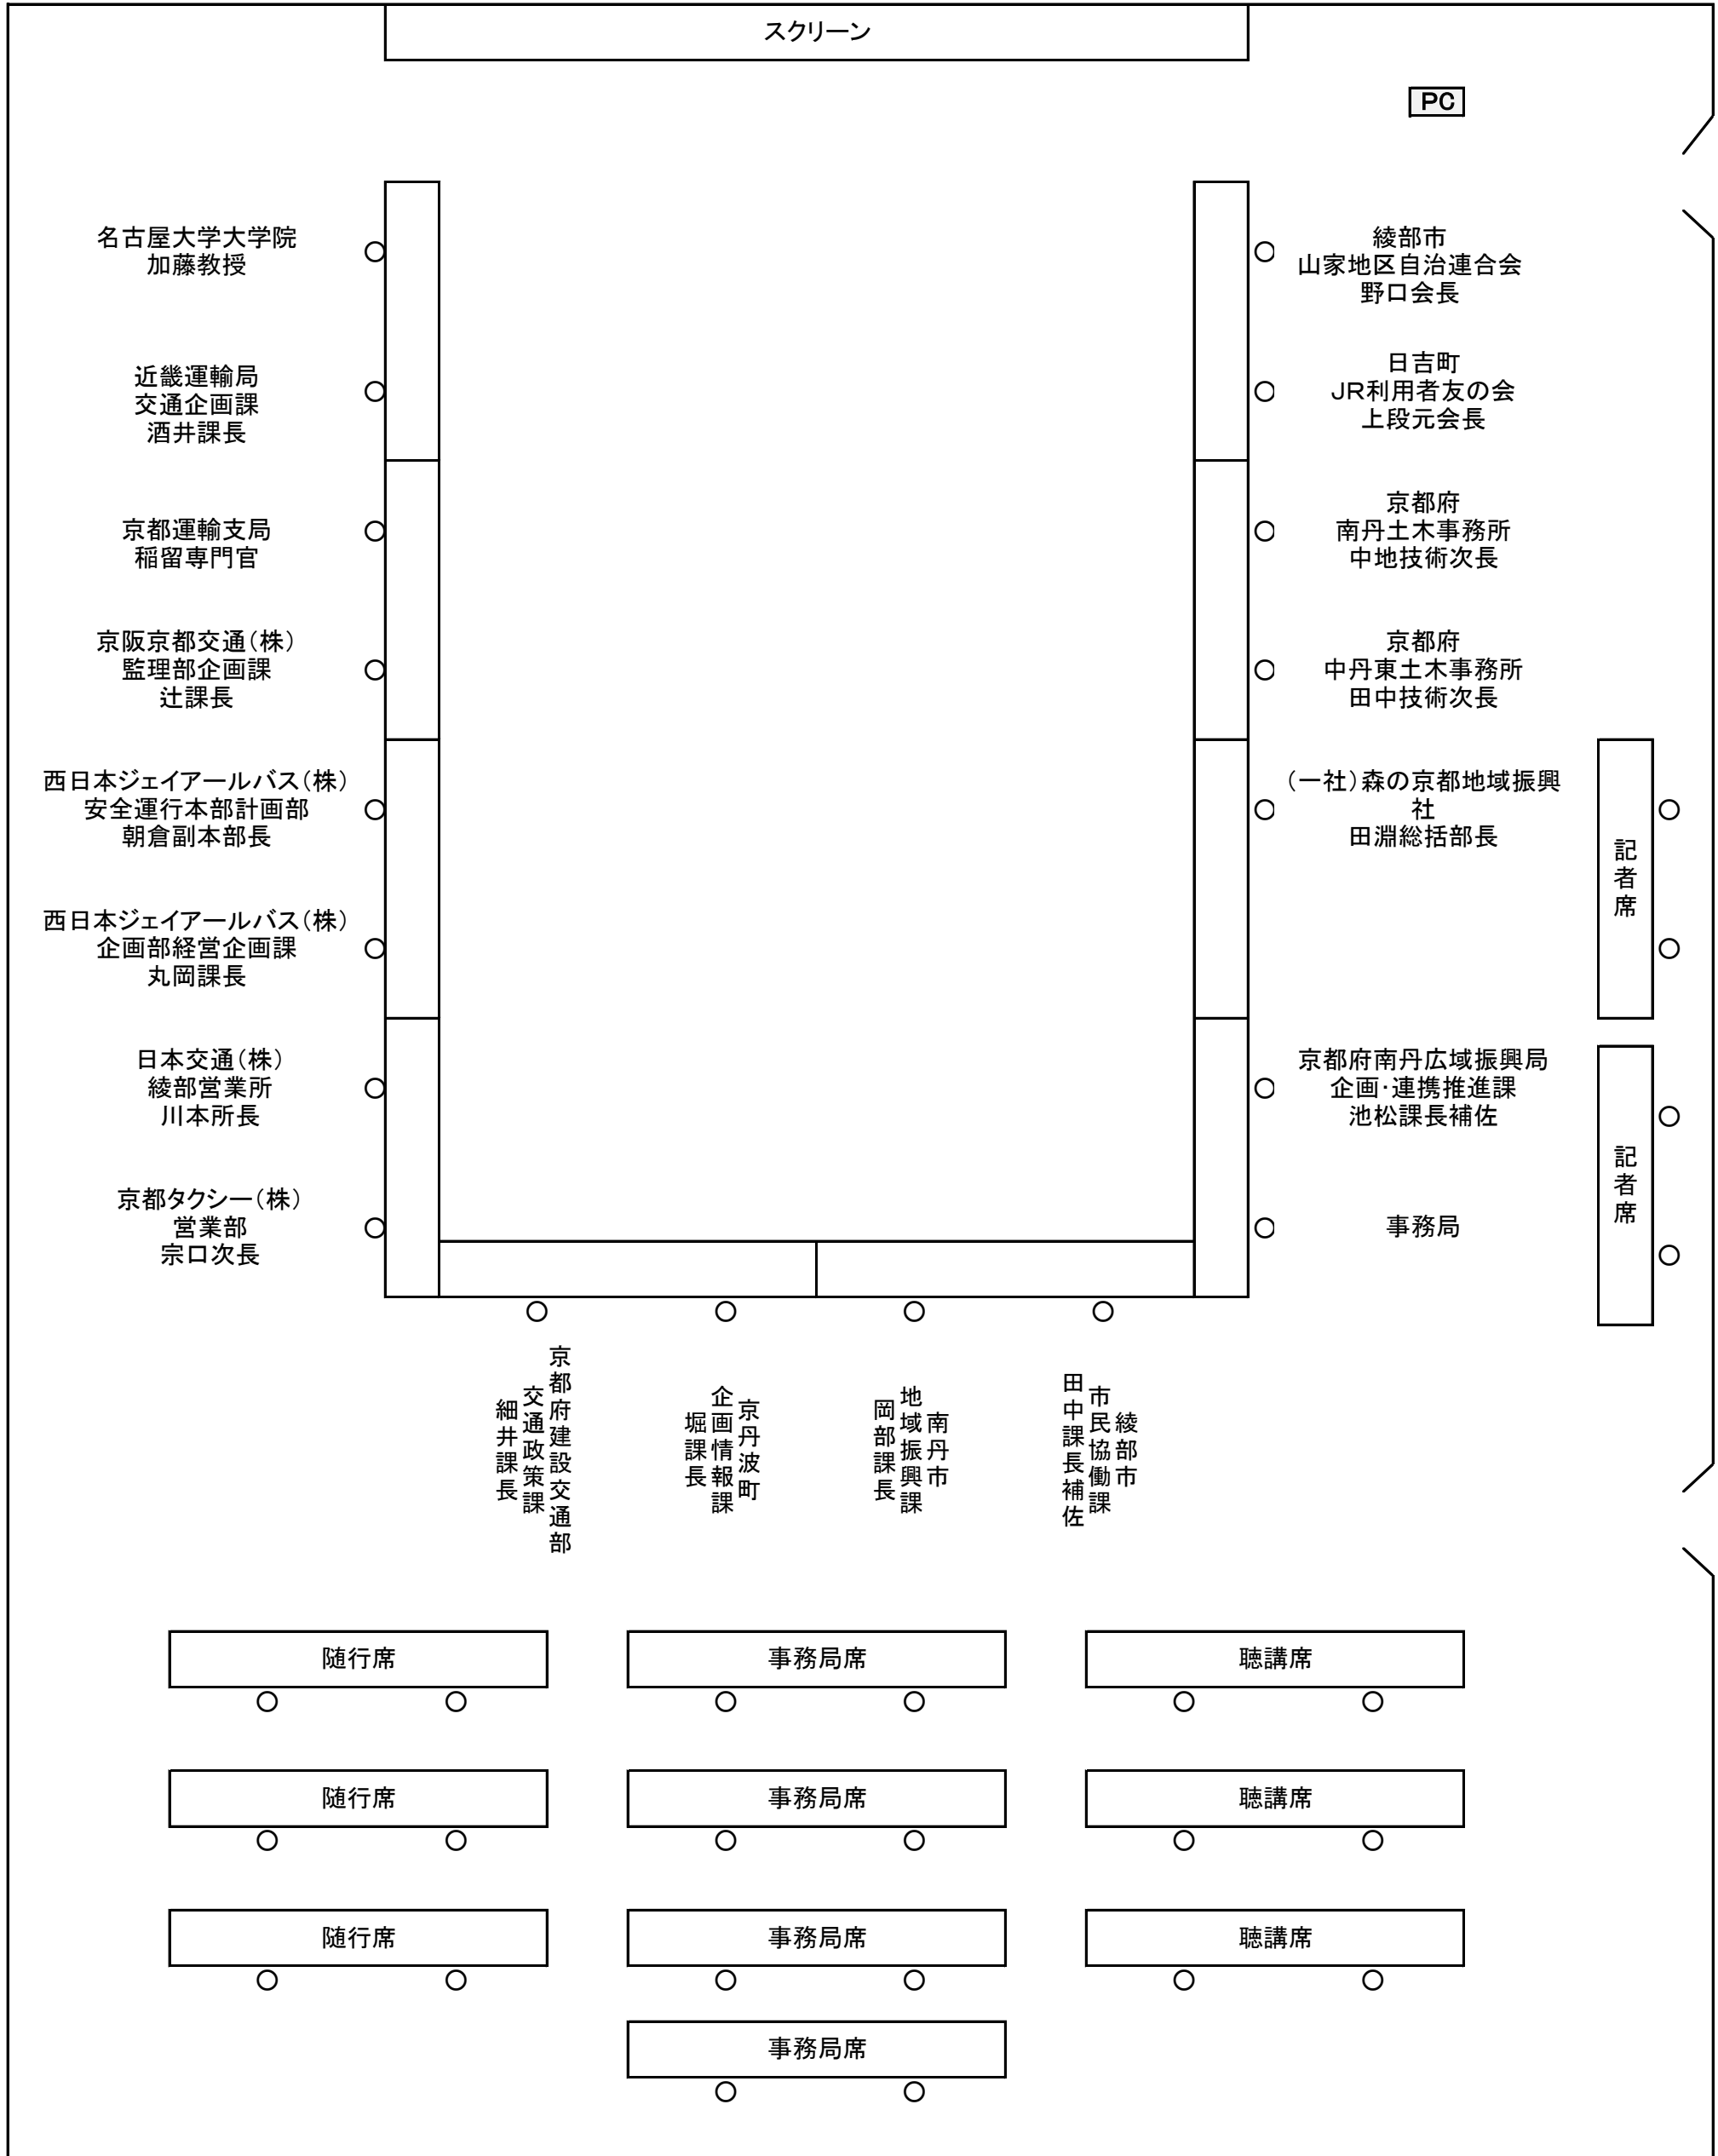 スクリーン
PC
名古屋大学大学院
加藤教授
綾部市
山家地区自治連合会
野口会長
近畿運輸局
交通企画課
酒井課長
日吉町
JR利用者友の会
上段元会長
京都運輸支局
稲留専門官
京都府
南丹土木事務所
中地技術次長
京阪京都交通(株)
監理部企画課
辻課長
京都府
中丹東土木事務所
田中技術次長
西日本ジェイアールバス(株)
安全運行本部計画部
朝倉副本部長
(一社)森の京都地域振興
社
田淵総括部長
記者席
西日本ジェイアールバス(株)
企画部経営企画課
丸岡課長
日本交通(株)
綾部営業所
川本所長
京都府南丹広域振興局
企画・連携推進課
池松課長補佐
記者席
京都タクシー(株)
営業部
宗口次長
事務局
京都府建設交通部
交通政策課
細井課長
京丹波町
企画情報課
堀課長
南丹市
地域振興課
岡部課長
綾部市
市民協働課
田中課長補佐
随行席
事務局席
聴講席
随行席
事務局席
聴講席
随行席
事務局席
聴講席
事務局席